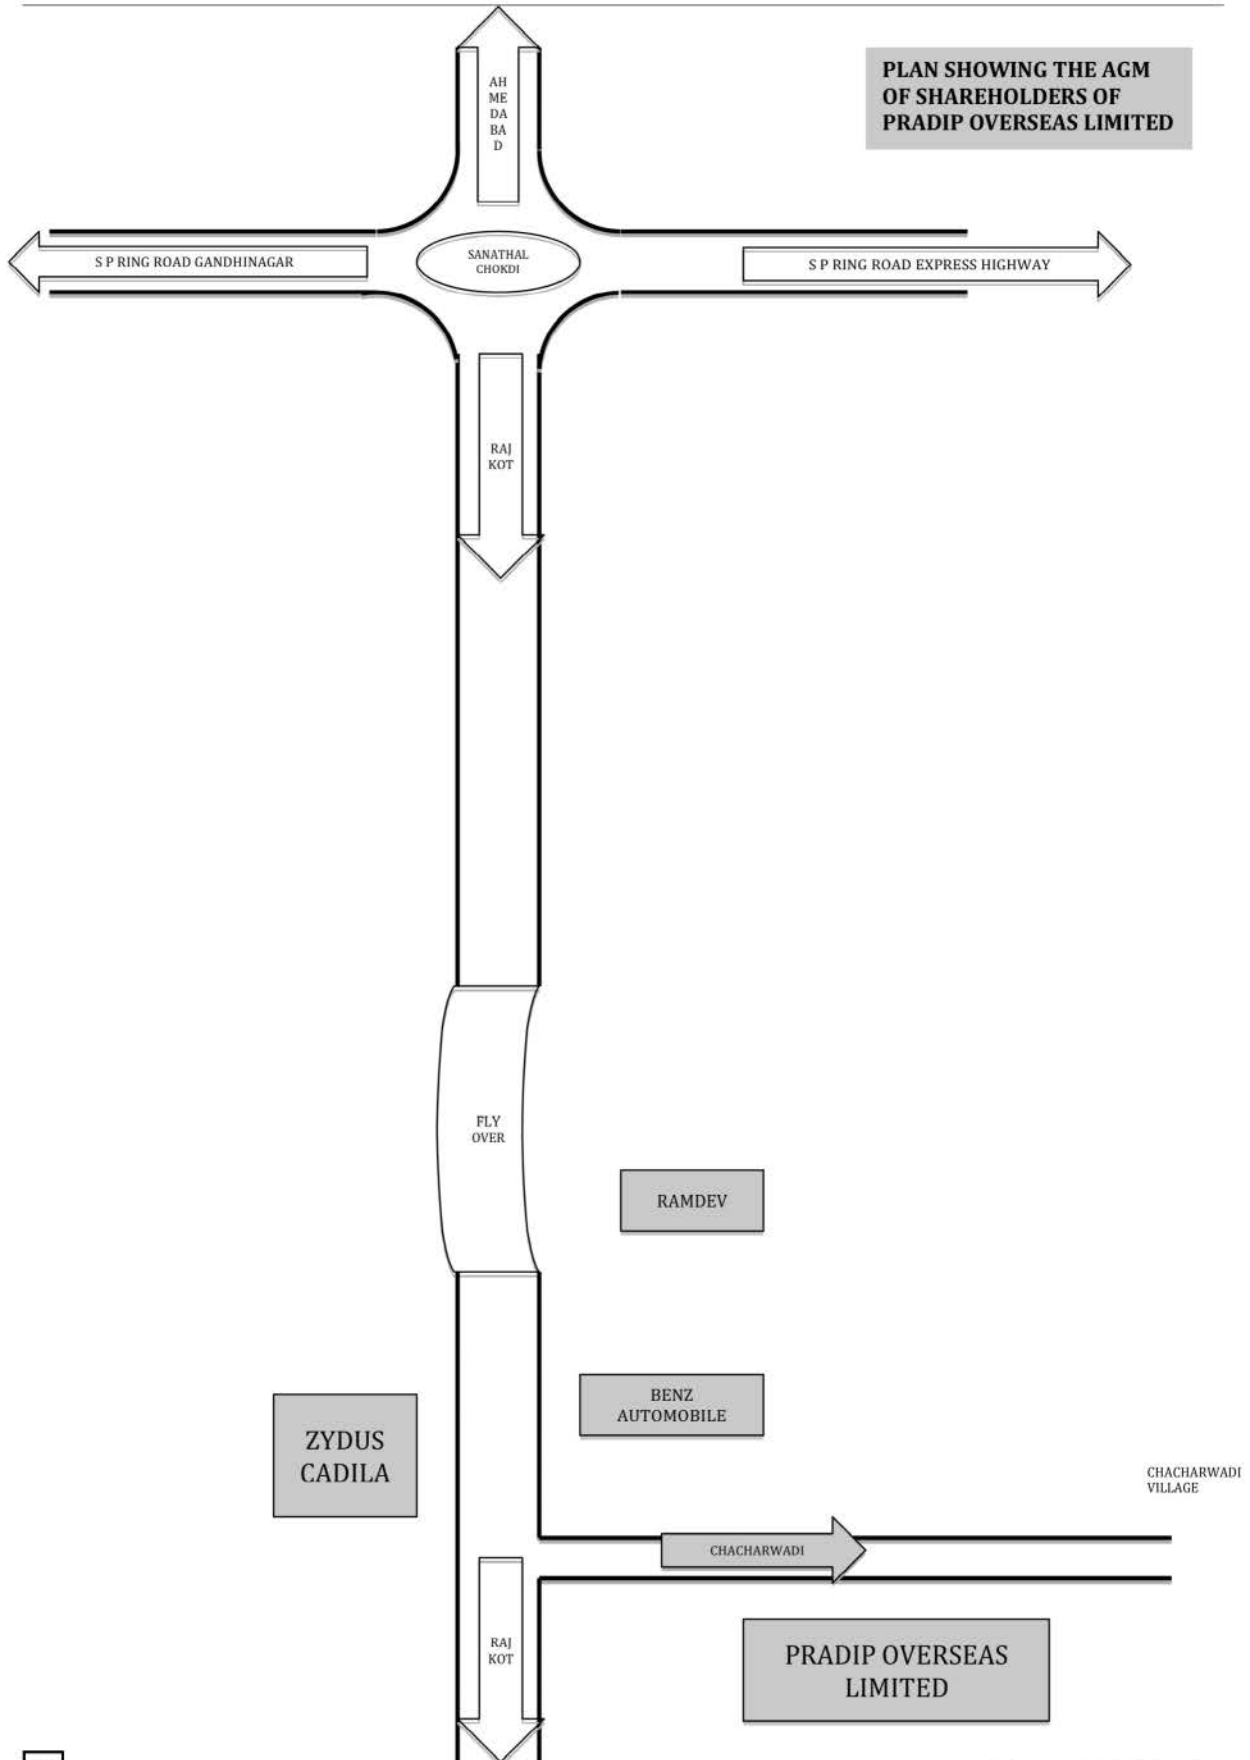 AH
ME
DA
BA
D
PLAN SHOWING THE AGM
OF SHAREHOLDERS OF
PRADIP OVERSEAS LIMITED
S P RING ROAD GANDHINAGAR
SANATHAL
CHOKDI
S P RING ROAD EXPRESS HIGHWAY
RAJ
KOT
FLY
OVER
RAMDEV
BENZ
AUTOMOBILE
ZYDUS
CADILA
CHACHARWADI
VILLAGE
CHACHARWADI
RAJ
KOT
PRADIP OVERSEAS
LIMITED